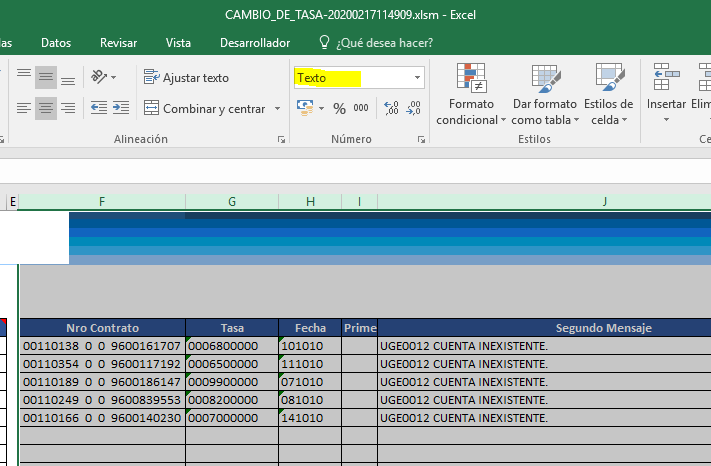 CAMBIO_DE_TASA-20200217114909.xlsm - Excel
Datos Revisar Vista Desarrollador ¿Qué desea hacer?
Ajustar texto
Combinar y centrar
Alineación
Texto
% 000
Número
Formato condicional
Dar formato como tabla
Estilos de celda
Estilos
Insertar
E F G H I J
Nro Contrato Tasa Fecha Prime Segundo Mensaje
00110138 0 0 9600161707 0006800000 101010 UGE0012 CUENTA INEXISTENTE.
00110354 0 0 9600117192 0006500000 111010 UGE0012 CUENTA INEXISTENTE.
00110189 0 0 9600186147 0009900000 071010 UGE0012 CUENTA INEXISTENTE.
00110249 0 0 9600839553 0008200000 081010 UGE0012 CUENTA INEXISTENTE.
00110166 0 0 9600140230 0007000000 141010 UGE0012 CUENTA INEXISTENTE.